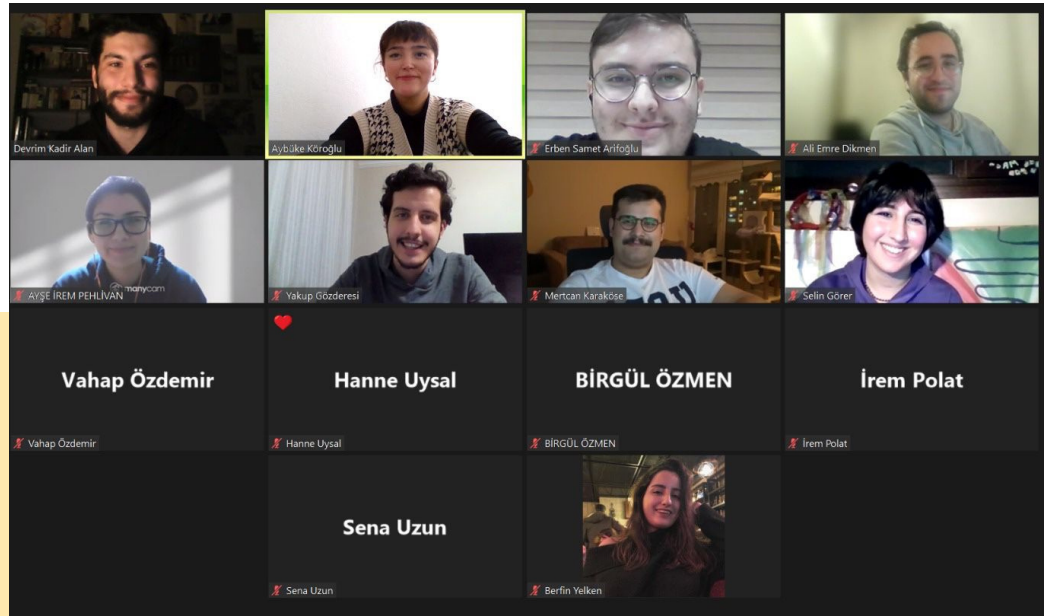 Devrim Kadir Alan
Aybüke Köroğlu
Erben Samet Arifoğlu
Ali Emre Dikmen
manycam
AYŞE İREM PEHLİVAN
Yakup Gözderesi
Mertcan Karaköse
Selin Görer
Vahap Özdemir
Hanne Uysal
BİRGÜL ÖZMEN
İrem Polat
Vahap Özdemir
Hanne Uysal
BİRGÜL ÖZMEN
İrem Polat
Sena Uzun
Sena Uzun
Berfin Yelken